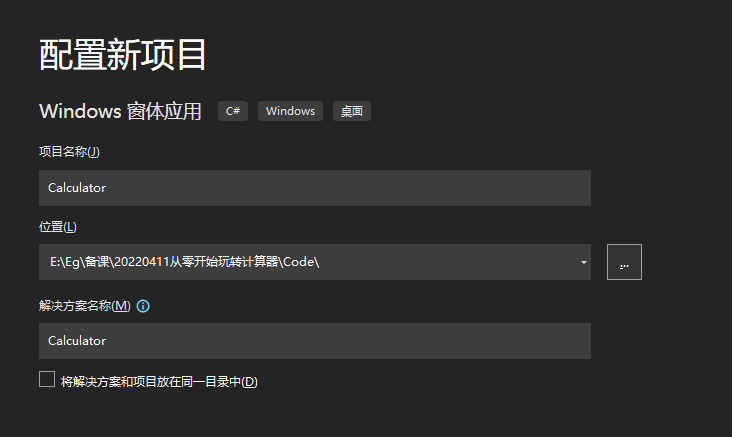 配置新项目
Windows 窗体应用 C# Windows 桌面
项目名称(J)
Calculator
位置(L)
E:\Eg\备课\20220411从零开始玩转计算器\Code\
...
解决方案名称(M)
Calculator
将解决方案和项目放在同一目录中(D)